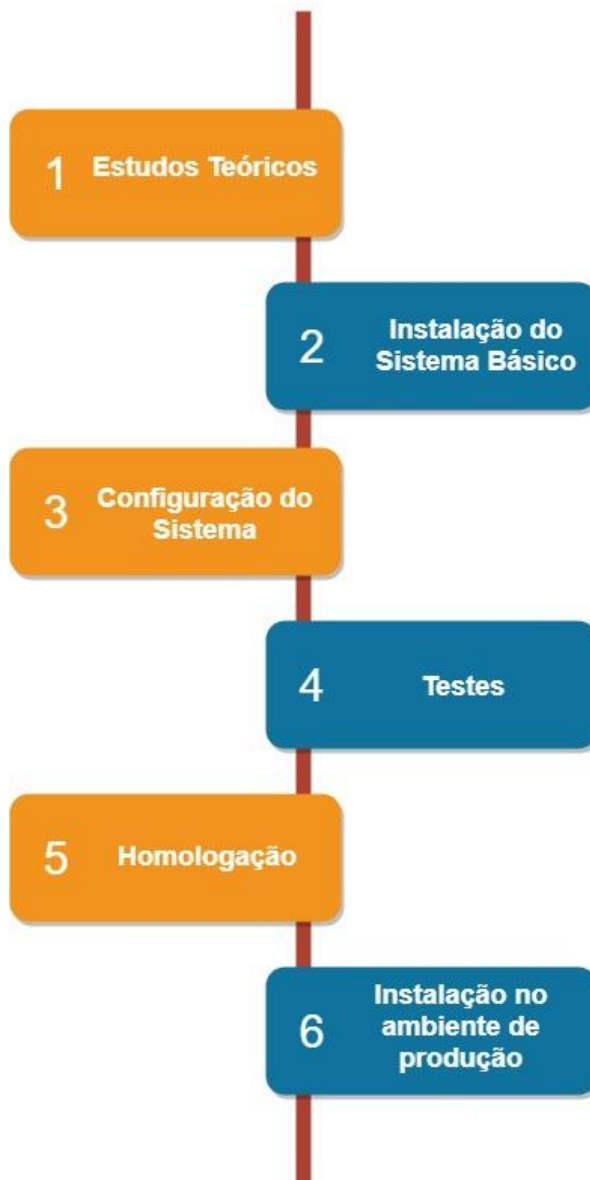 1
Estudos Teóricos
2
Instalação do
Sistema Básico
3
Configuração do
Sistema
4
Testes
5
Homologação
6
Instalação no
ambiente de
produção